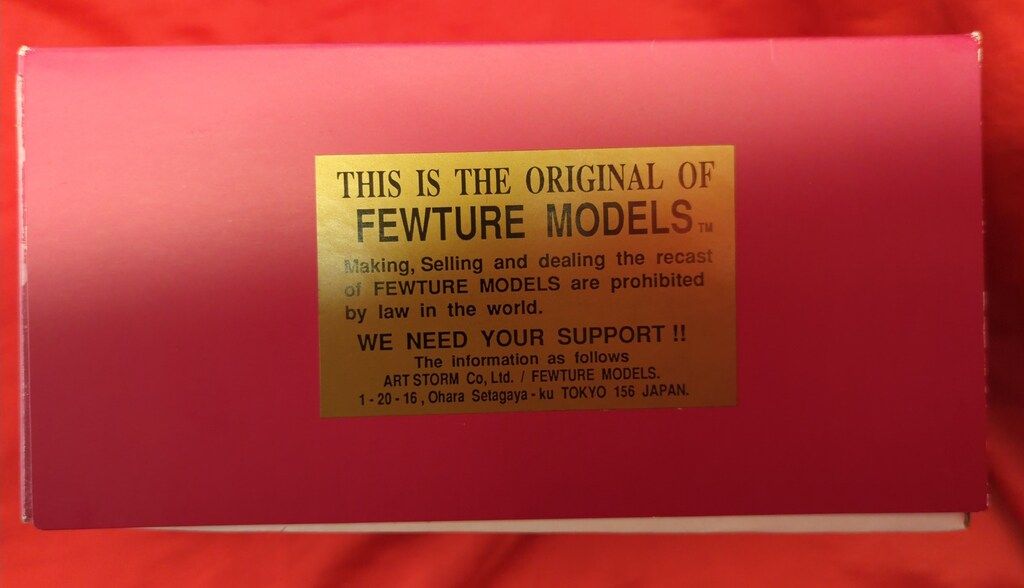 THIS IS THE ORIGINAL OF
FEWTURE MODELS TM
Making, Selling and dealing the recast
of FEWTURE MODELS are prohibited
by law in the world.
WE NEED YOUR SUPPORT !!
The information as follows
ART STORM Co, Ltd. / FEWTURE MODELS.
1 - 20 - 16 , Ohara Setagaya - ku TOKYO 156 JAPAN.